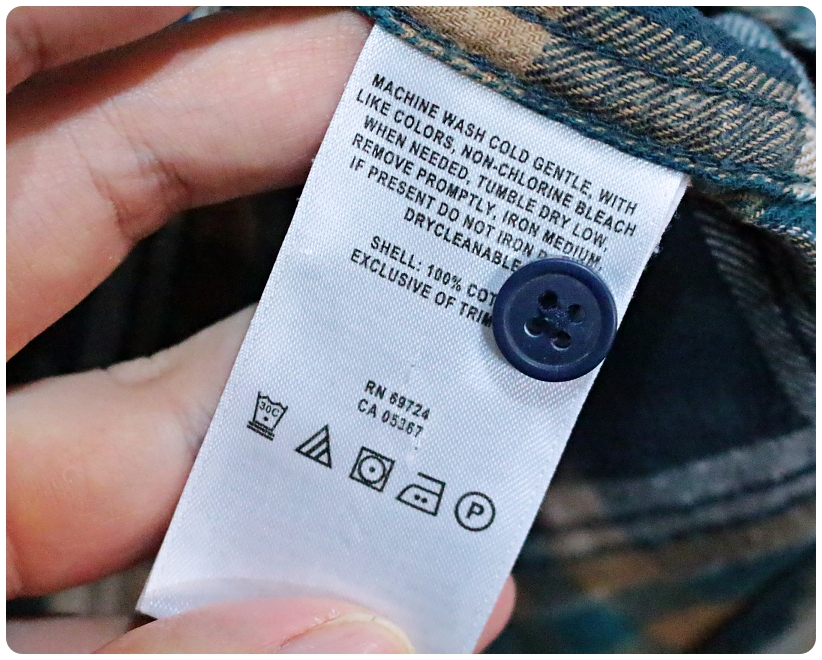 MACHINE WASH COLD GENTLE, WITH
LIKE COLORS, NON-CHLORINE BLEACH
WHEN NEEDED, TUMBLE DRY LOW,
REMOVE PROMPTLY, IRON MEDIUM,
IF PRESENT DO NOT IRON
DRYCLEANABLE
SHELL: 100%
EXCLUSIVE OF
RN 69724
CA 05367
30C
P